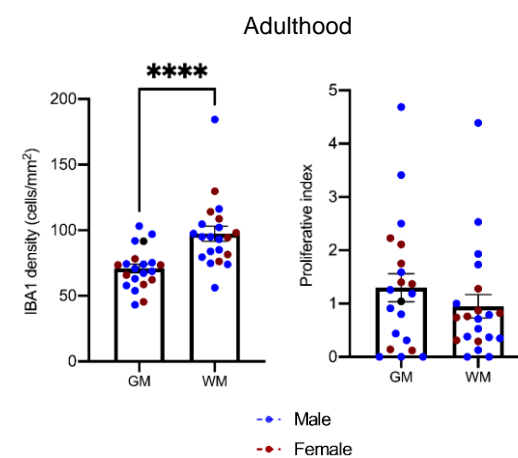 Adulthood
****
IBA1 density (cells/mm²)
200
150
100
50
0
GM
WM
Proliferative index
5
4
3
2
1
0
GM
WM
Male
Female